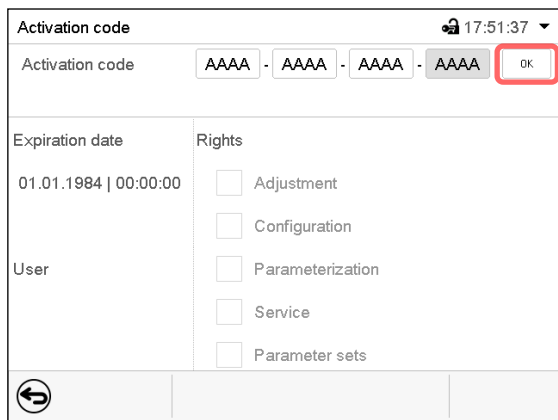 Activation code 17:51:37
Activation code AAAA - AAAA - AAAA - AAAA OK
Expiration date Rights
01.01.1984 | 00:00:00 Adjustment
Configuration
User Parameterization
Service
Parameter sets